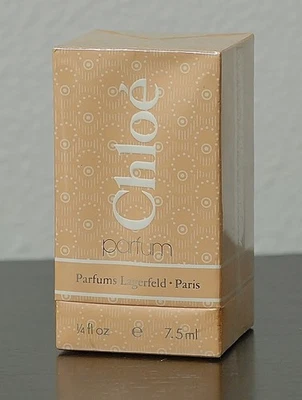 Chloé
parfum
Parfums Lagerfeld · Paris
¼ fl oz e 7.5 ml